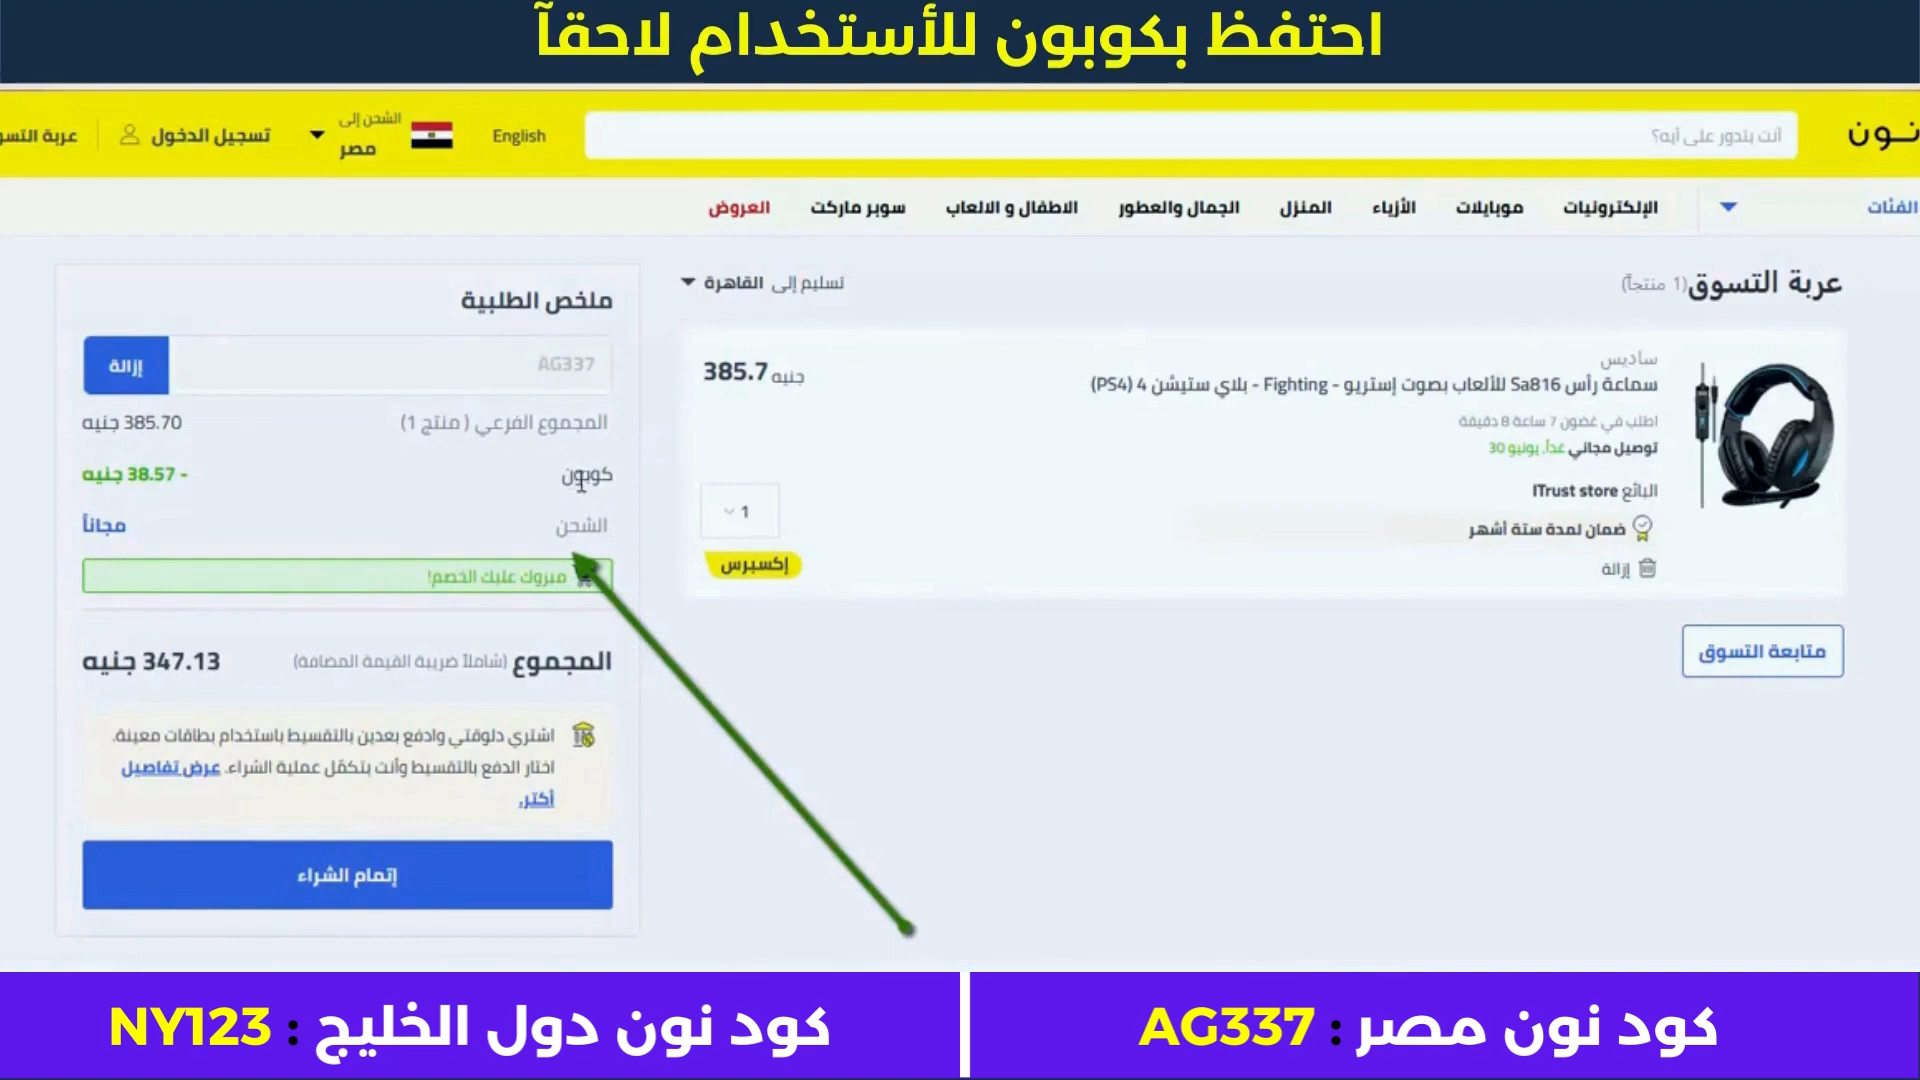 احتفظ بكوبون للأستخدام لاحقآ
نون
أنت بتدور على أيه؟
English
الشحن إلى
مصر
تسجيل الدخول
عربة التسو
الفئات
الإلكترونيات
موبايلات
الأزياء
المنزل
الجمال والعطور
الاطفال و الالعاب
سوبر ماركت
العروض
عربة التسوق (1 منتجاً)
تسليم إلى القاهرة
ساديس
سماعة رأس Sa816 للألعاب بصوت إستريو - Fighting - بلاي ستيشن 4 (PS4)
جنيه 385.7
اطلب في غضون 7 ساعة 8 دقيقة
توصيل مجاني غداً, يونيو 30
البائع ITrust store
ضمان لمدة ستة أشهر
إزالة
1
إكسبرس
متابعة التسوق
ملخص الطلبية
AG337
إزالة
المجموع الفرعي ( منتج 1)
385.70 جنيه
كوبون
- 38.57 جنيه
الشحن
مجاناً
مبروك عليك الخصم!
المجموع (شاملاً ضريبة القيمة المضافة)
347.13 جنيه
اشتري دلوقتي وادفع بعدين بالتقسيط باستخدام بطاقات معينة.
اختار الدفع بالتقسيط وأنت بتكمّل عملية الشراء. عرض تفاصيل
أكتر.
إتمام الشراء
كود نون مصر : AG337
كود نون دول الخليج : NY123